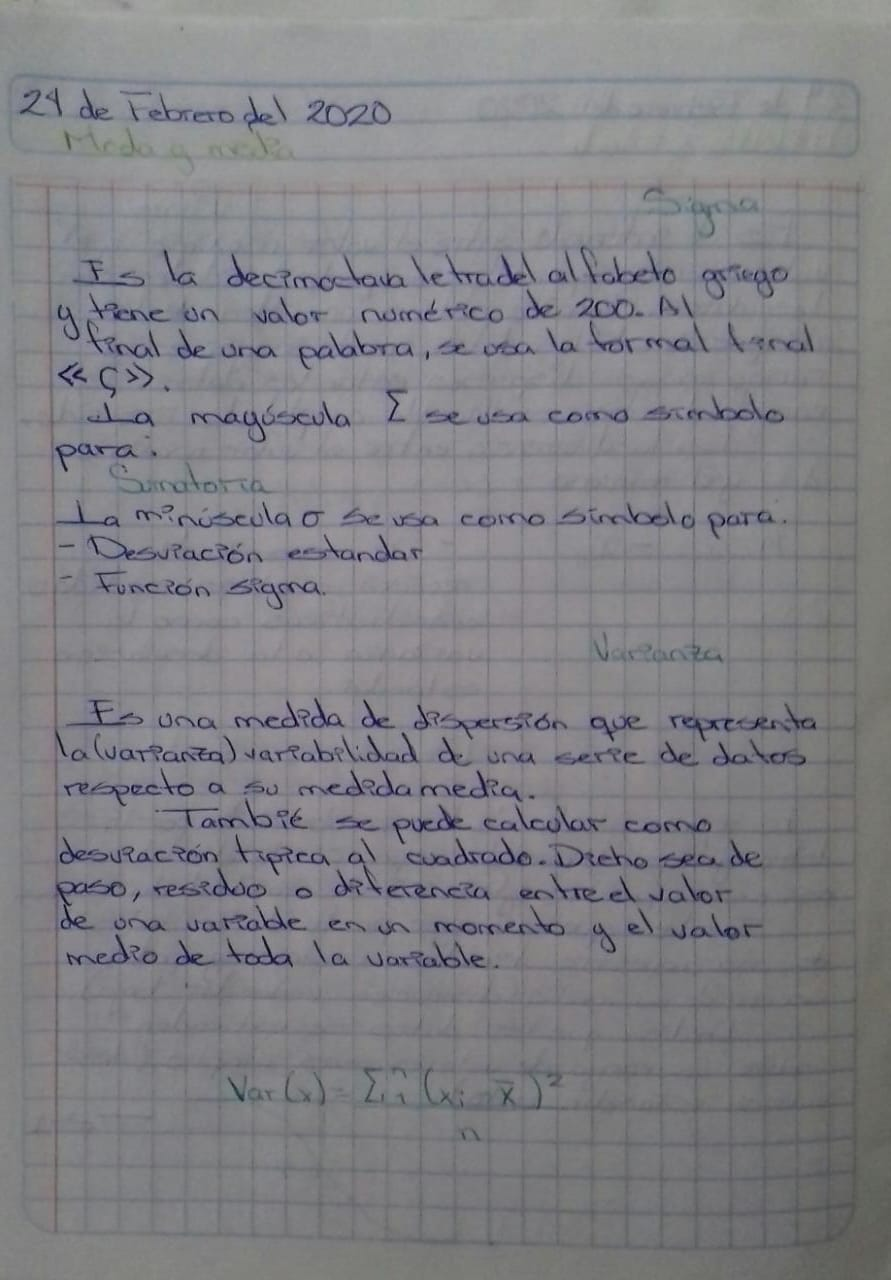 24 de Febrero del 2020
Moda y media
Sigma
Es la decimoctava letra del alfabeto griego
y tiene un valor numérico de 200. Al
final de una palabra, se usa la formal final
<< ς >>.
La mayúscula Σ se usa como símbolo
para:
Sumatoria
La minúscula σ se usa como símbolo para.
- Desviación estandar
- Función sigma.
Varianza
Es una medida de dispersión que representa
la (varianza) variabilidad de una serie de datos
respecto a su medida media.
Tambié se puede calcular como
desviación tipica al cuadrado. Dicho sea de
paso, residuo o diferencia entre el valor
de una variable en un momento y el valor
medio de toda la variable.
Var(x) = Σ₁ⁿ (xᵢ - x̄)²
n